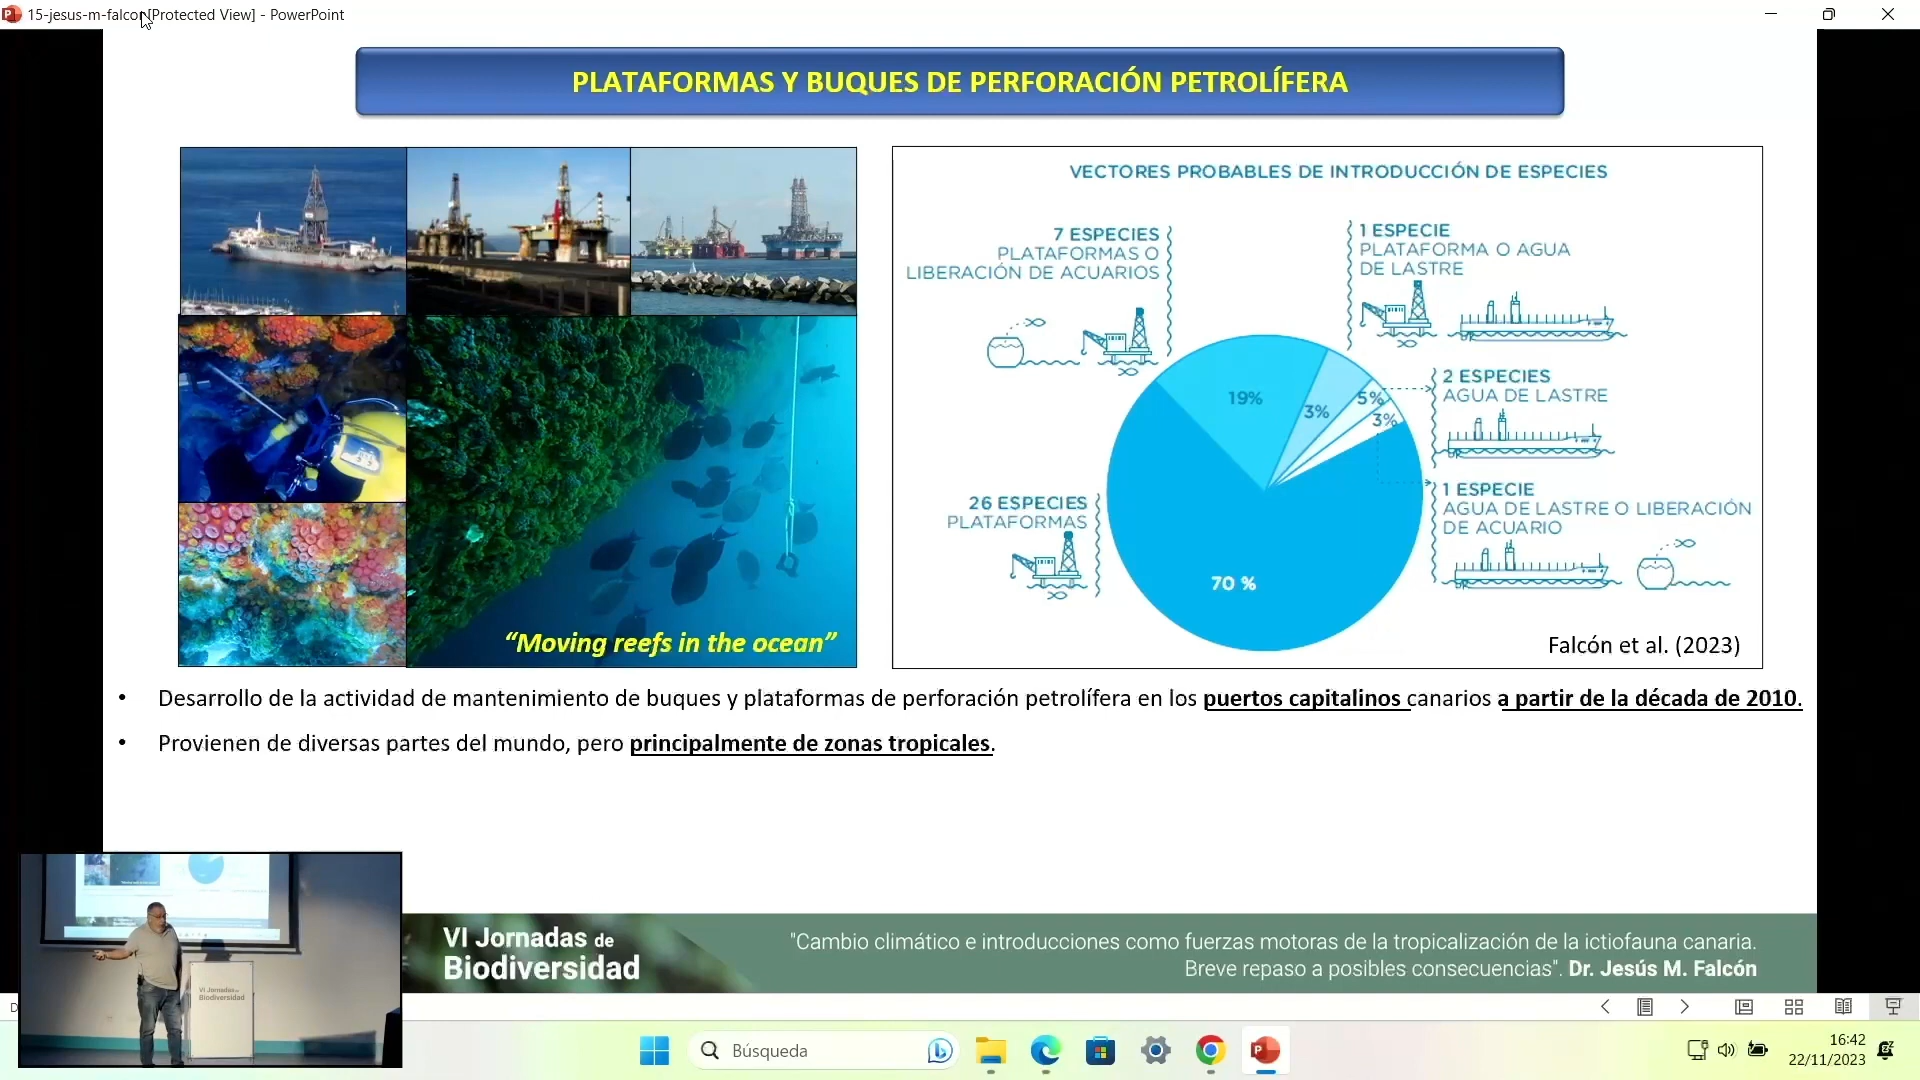 15-jesus-m-falcon [Protected View] - PowerPoint
PLATAFORMAS Y BUQUES DE PERFORACIÓN PETROLÍFERA
"Moving reefs in the ocean"
VECTORES PROBABLES DE INTRODUCCIÓN DE ESPECIES
7 ESPECIES
PLATAFORMAS O
LIBERACIÓN DE ACUARIOS
1 ESPECIE
PLATAFORMA O AGUA
DE LASTRE
2 ESPECIES
AGUA DE LASTRE
19%
3%
5%
3%
26 ESPECIES
PLATAFORMAS
1 ESPECIE
AGUA DE LASTRE O LIBERACIÓN
DE ACUARIO
70 %
Falcón et al. (2023)
• Desarrollo de la actividad de mantenimiento de buques y plataformas de perforación petrolífera en los puertos capitalinos canarios a partir de la década de 2010.
• Provienen de diversas partes del mundo, pero principalmente de zonas tropicales.
VI Jornadas de
Biodiversidad
VI Jornadas de
Biodiversidad
"Cambio climático e introducciones como fuerzas motoras de la tropicalización de la ictiofauna canaria.
Breve repaso a posibles consecuencias". Dr. Jesús M. Falcón
Búsqueda
16:42
22/11/2023